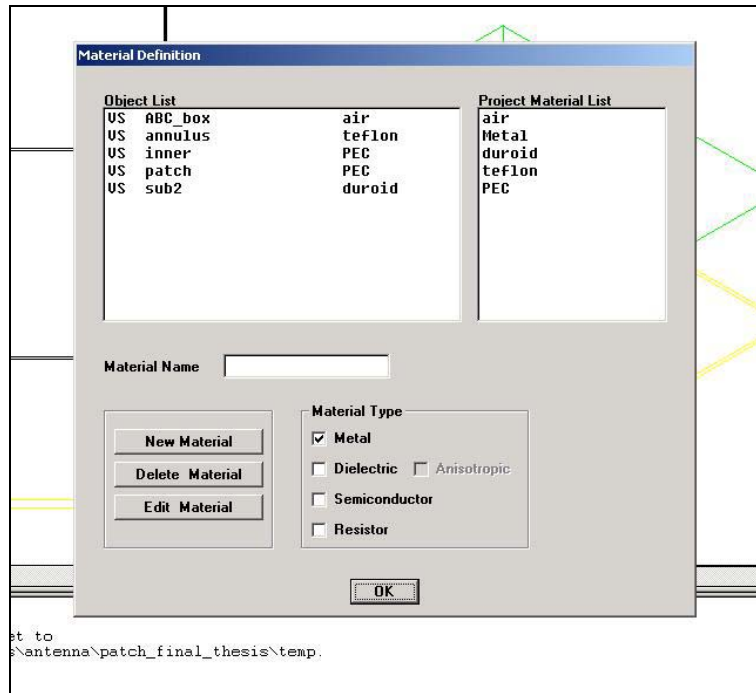 Material Definition
Object List
VS ABC_box air
VS annulus teflon
VS inner PEC
VS patch PEC
VS sub2 duroid
Project Material List
air
Metal
duroid
teflon
PEC
Material Name
New Material
Delete Material
Edit Material
Material Type
Metal
Dielectric
Anisotropic
Semiconductor
Resistor
OK
et to
s\antenna\patch_final_thesis\temp.